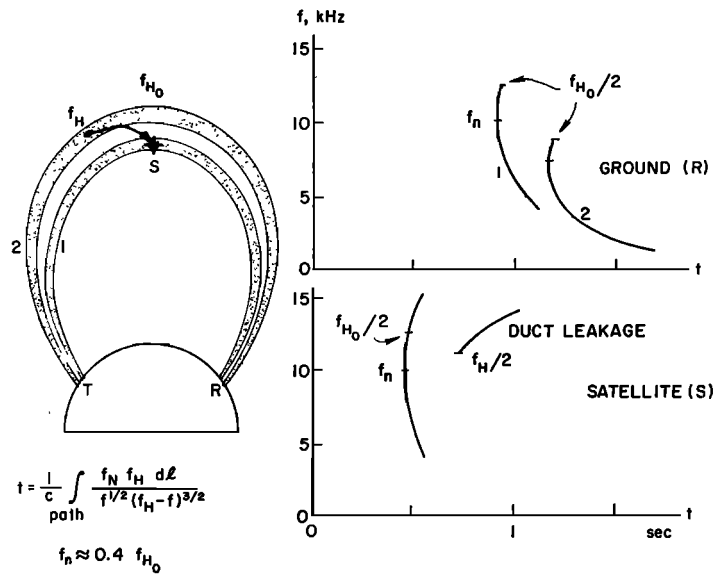 f, kHz
15
10
5
0
f_n
f_H₀/2
1
2
GROUND (R)
t
f_H₀
f_H
S
2
1
T
R
15
10
5
0
f_H₀/2
f_n
DUCT LEAKAGE
f_H/2
SATELLITE (S)
t
0
1
sec
t = 1/c ∫ path f_N f_H dℓ / f^1/2 (f_H−f)^3/2
f_n ≈ 0.4 f_H₀